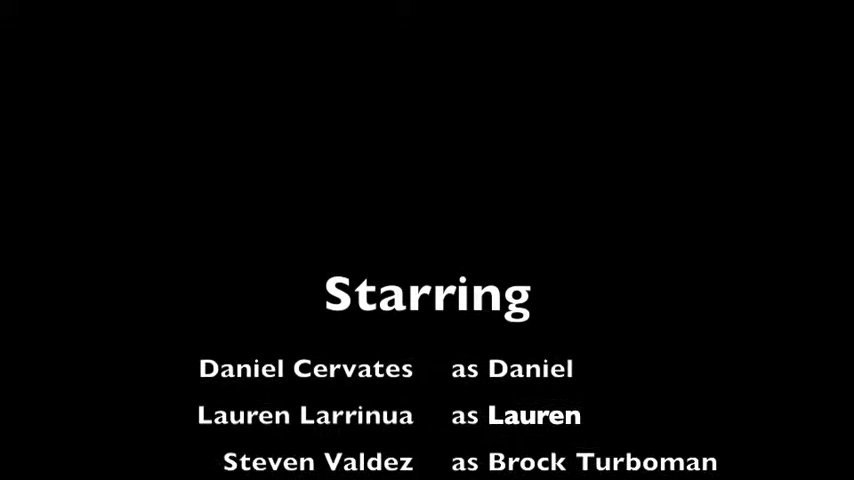 Starring
Daniel Cervates as Daniel
Lauren Larrinua as Lauren
Steven Valdez as Brock Turboman